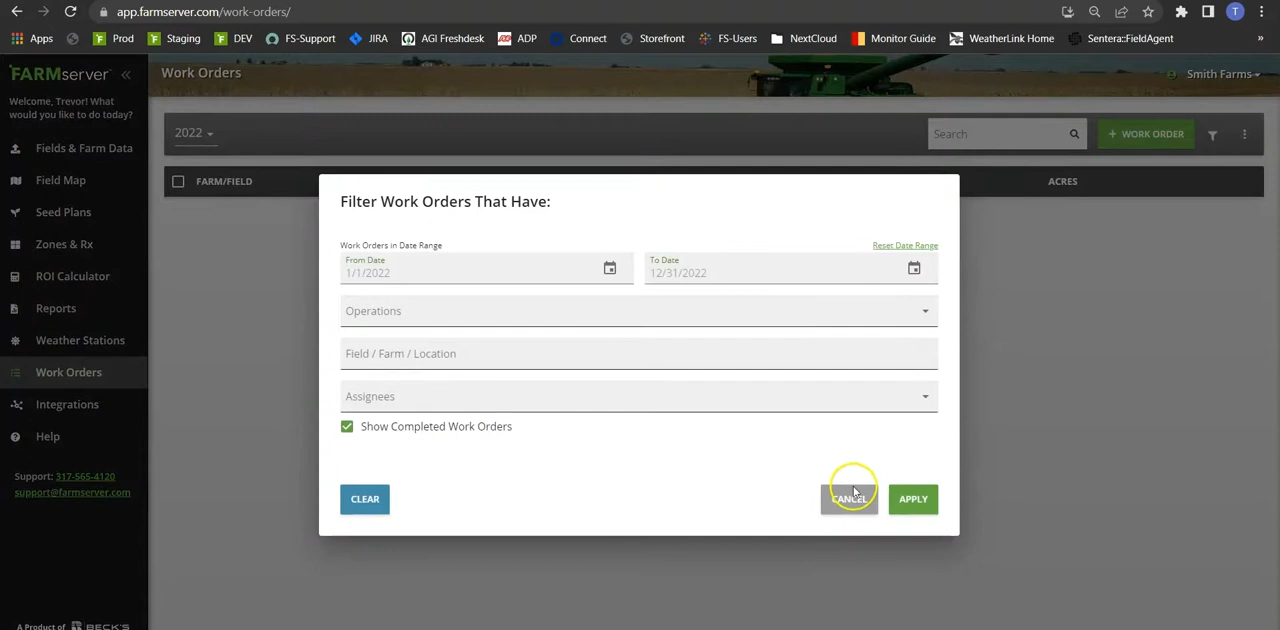 app.farmserver.com/work-orders/
T
Apps Prod Staging DEV FS-Support JIRA AGI Freshdesk ADP Connect Storefront FS-Users NextCloud Monitor Guide WeatherLink Home Sentera::FieldAgent »
FARMserver «
Work Orders
Smith Farms
Welcome, Trevor! What
would you like to do today?
2022
Search
+ WORK ORDER
Fields & Farm Data
Field Map
Seed Plans
Zones & Rx
ROI Calculator
Reports
Weather Stations
Work Orders
Integrations
Help
Support: 317-565-4120
support@farmserver.com
A Product of BECK'S
FARM/FIELD
ACRES
Filter Work Orders That Have:
Work Orders in Date Range
Reset Date Range
From Date
1/1/2022
To Date
12/31/2022
Operations
Field / Farm / Location
Assignees
Show Completed Work Orders
CLEAR
CANCEL
APPLY